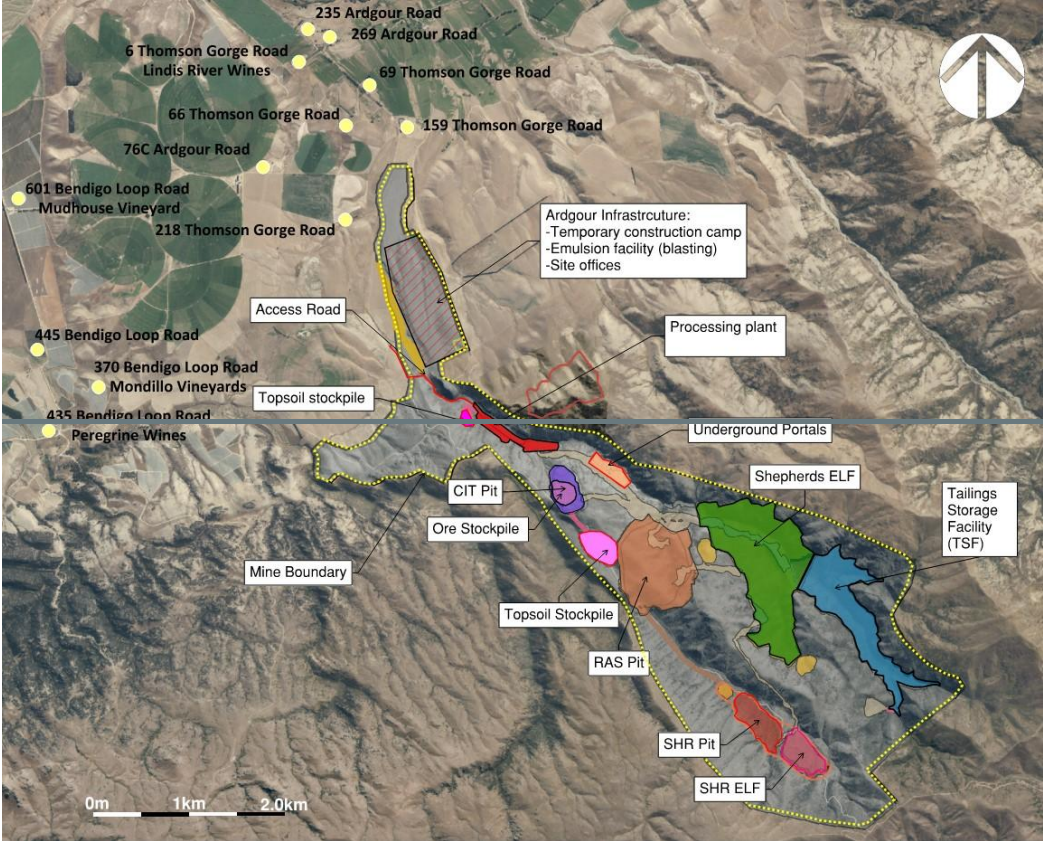 235 Ardgour Road
269 Ardgour Road
6 Thomson Gorge Road
Lindis River Wines
69 Thomson Gorge Road
66 Thomson Gorge Road
159 Thomson Gorge Road
76C Ardgour Road
601 Bendigo Loop Road
Mudhouse Vineyard
218 Thomson Gorge Road
Ardgour Infrastrcuture:
-Temporary construction camp
-Emulsion facility (blasting)
-Site offices
Access Road
Processing plant
445 Bendigo Loop Road
370 Bendigo Loop Road
Mondillo Vineyards
Topsoil stockpile
435 Bendigo Loop Road
Peregrine Wines
Underground Portals
Shepherds ELF
CIT Pit
Tailings
Storage
Facility
(TSF)
Ore Stockpile
Mine Boundary
Topsoil Stockpile
RAS Pit
SHR Pit
SHR ELF
0m 1km 2.0km